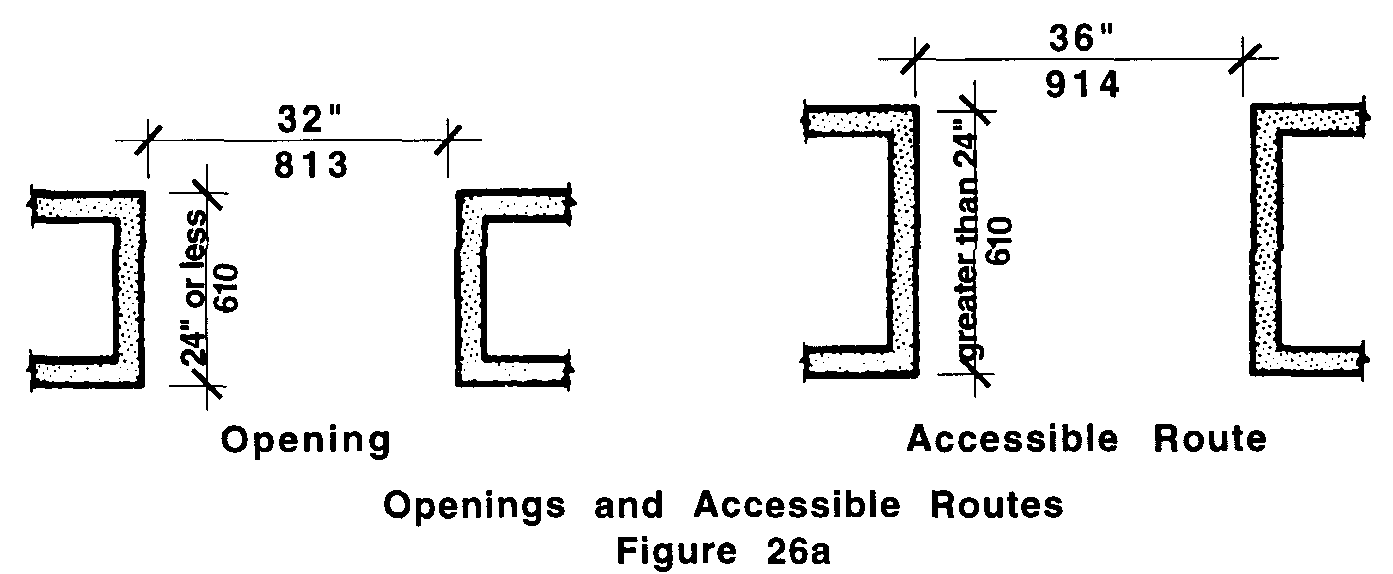 32"
813
24" or less
610
Opening
36"
914
greater than 24"
610
Accessible Route
Openings and Accessible Routes
Figure 26a